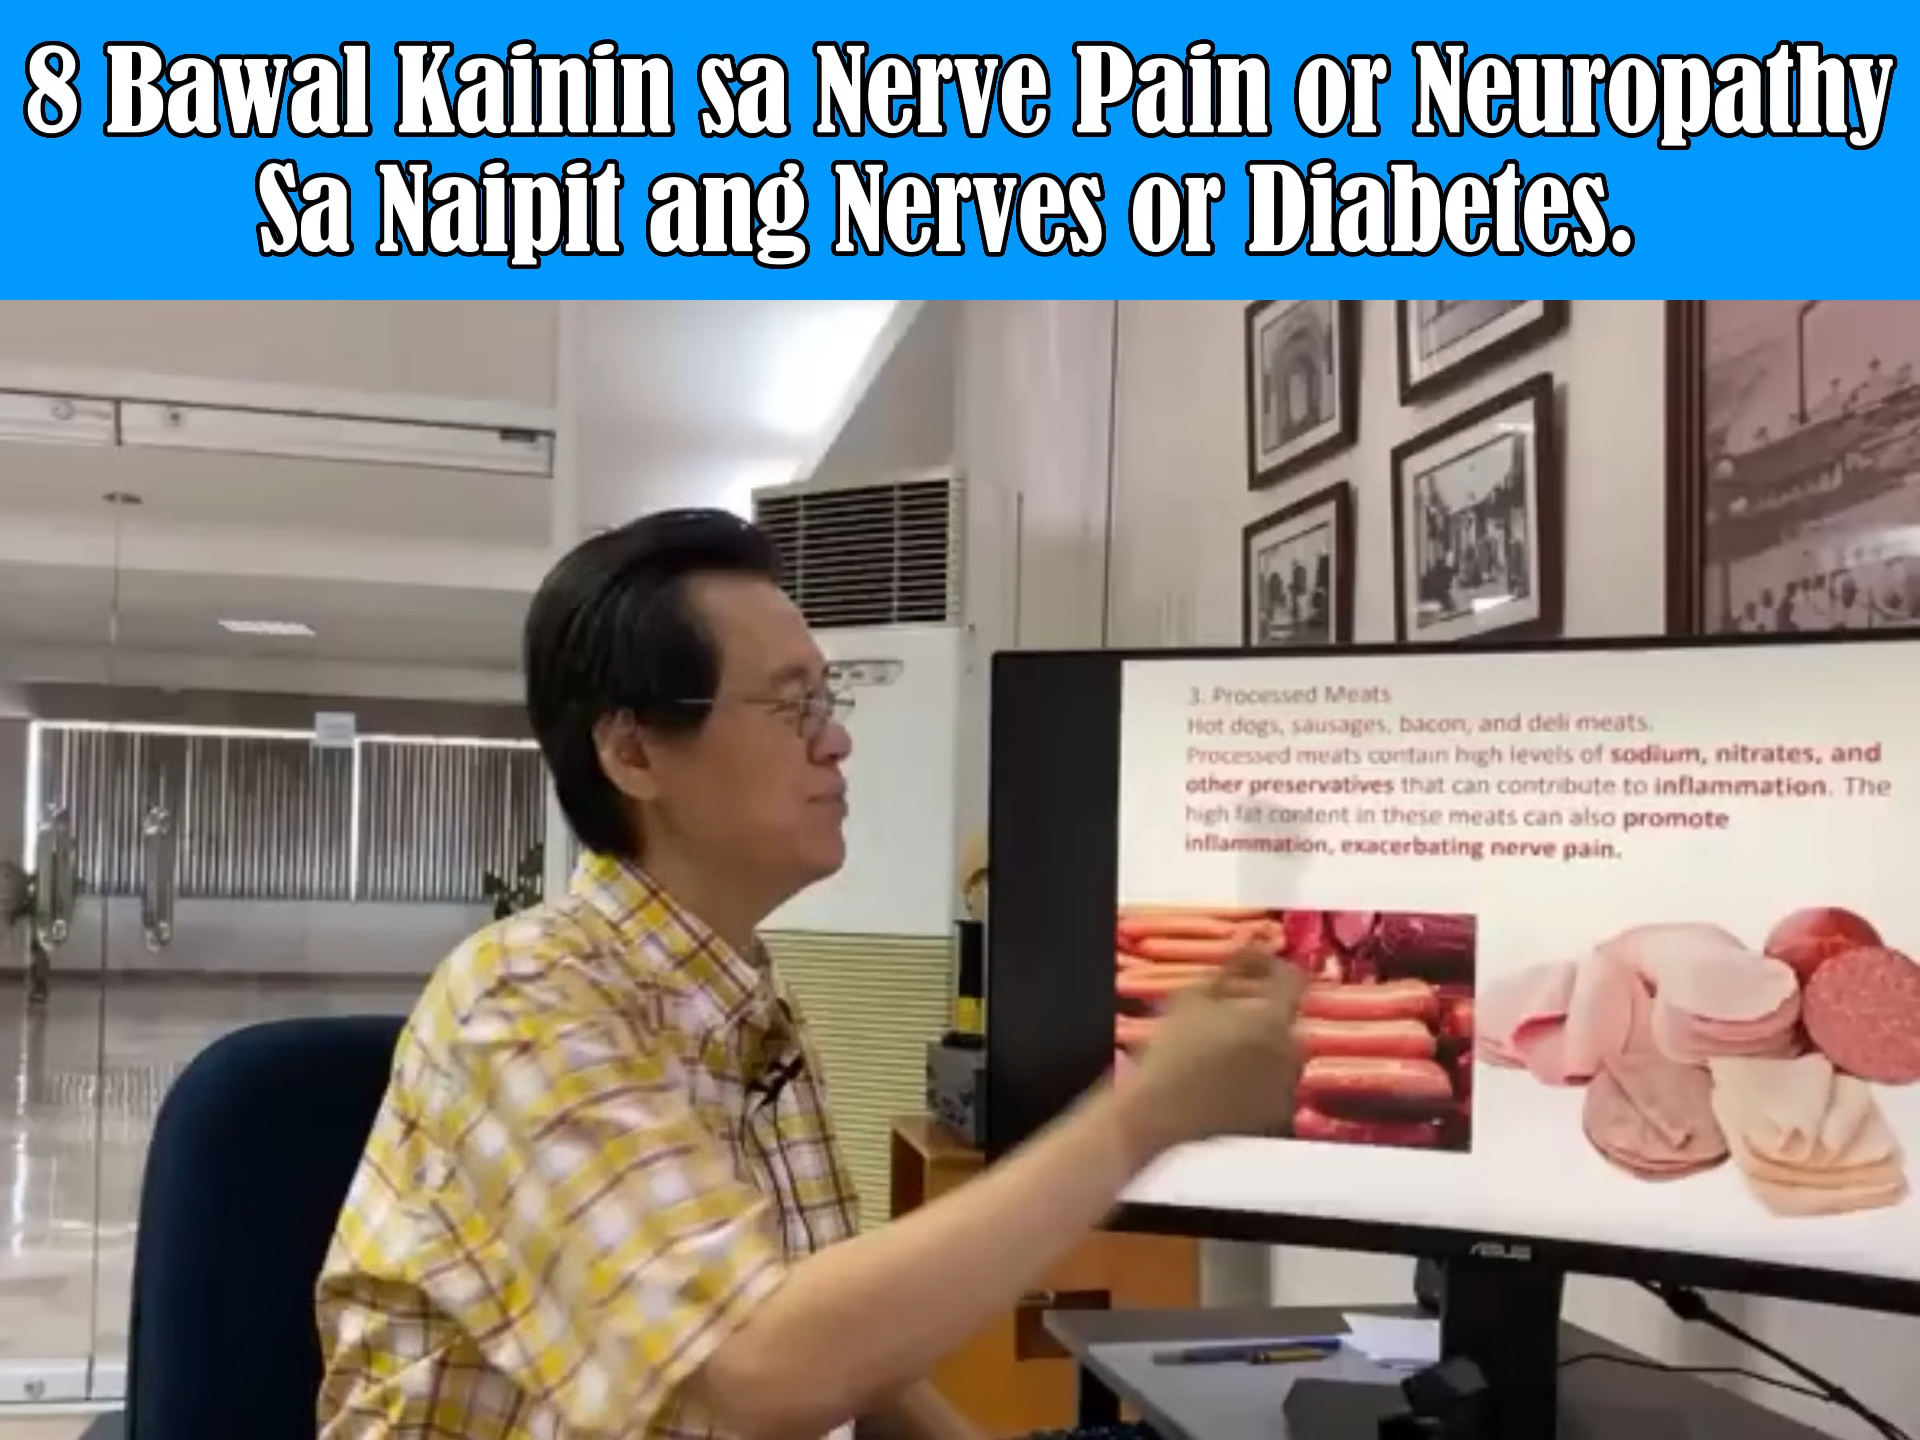 8 Bawal Kainin sa Nerve Pain or Neuropathy
Sa Naipit ang Nerves or Diabetes.
3. Processed Meats
Hot dogs, sausages, bacon, and deli meats.
Processed meats contain high levels of sodium, nitrates, and
other preservatives that can contribute to inflammation. The
high fat content in these meats can also promote
inflammation, exacerbating nerve pain.
ASUS